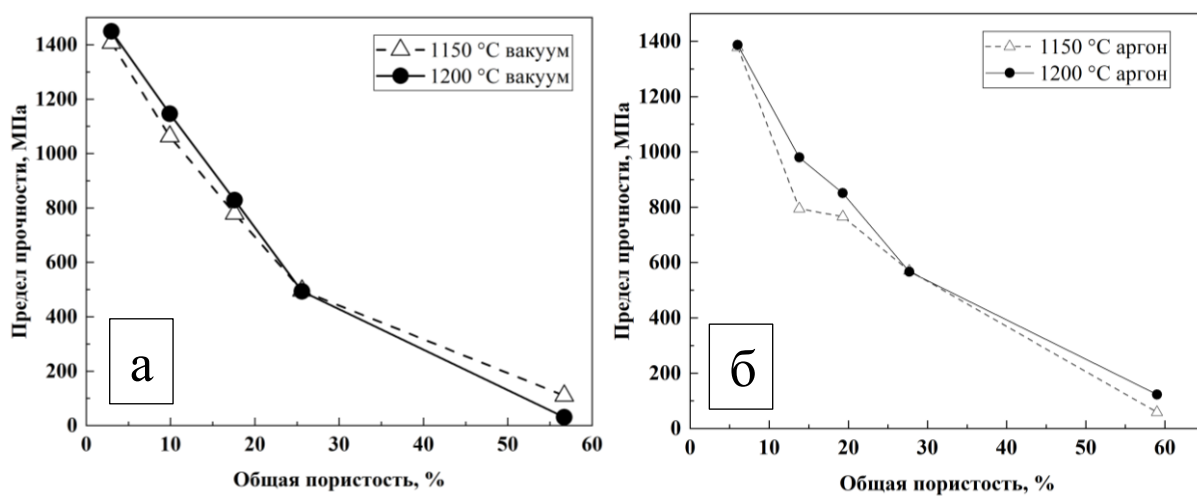 Предел прочности, МПа
1400
1200
1000
800
600
400
200
0
0 10 20 30 40 50 60
Общая пористость, %
1150 °C вакуум
1200 °C вакуум
а
Предел прочности, МПа
1400
1200
1000
800
600
400
200
0
0 10 20 30 40 50 60
Общая пористость, %
1150 °C аргон
1200 °C аргон
б